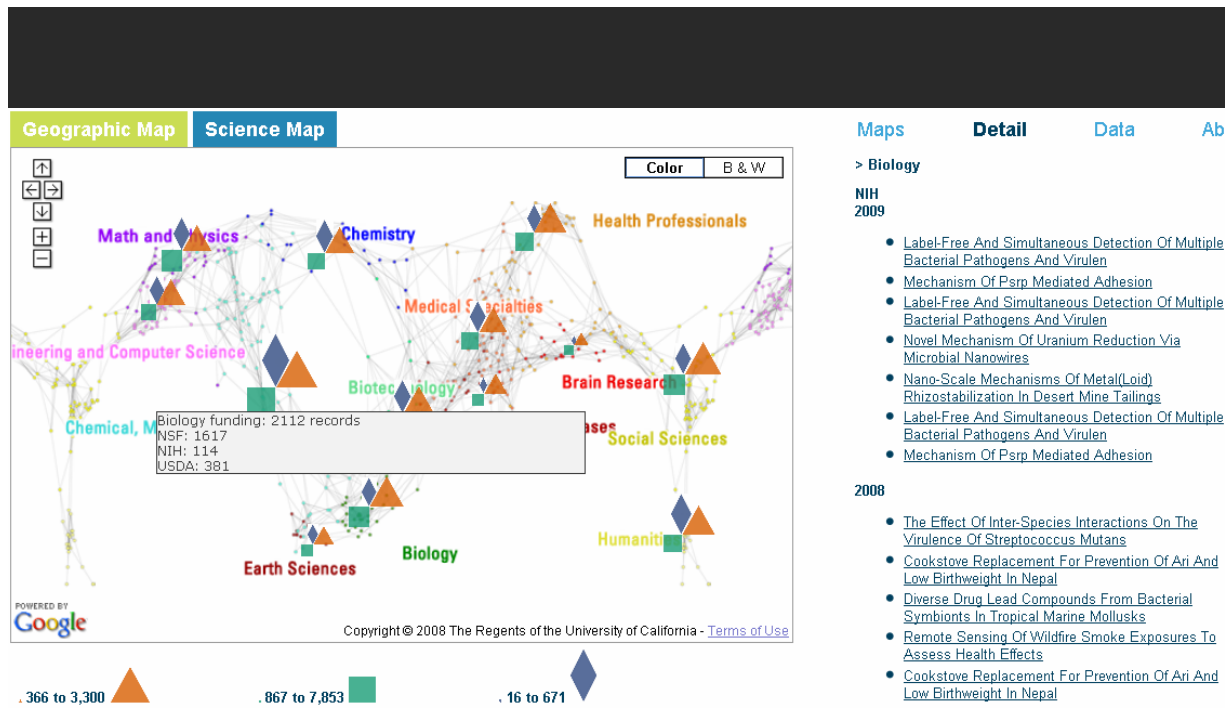 Geographic Map
Science Map
Maps
Detail
Data
Ab
Color
B & W
> Biology
NIH
2009
Label-Free And Simultaneous Detection Of Multiple
Bacterial Pathogens And Virulen
Mechanism Of Psrp Mediated Adhesion
Label-Free And Simultaneous Detection Of Multiple
Bacterial Pathogens And Virulen
Novel Mechanism Of Uranium Reduction Via
Microbial Nanowires
Nano-Scale Mechanisms Of Metal(Loid)
Rhizostabilization In Desert Mine Tailings
Label-Free And Simultaneous Detection Of Multiple
Bacterial Pathogens And Virulen
Mechanism Of Psrp Mediated Adhesion
2008
The Effect Of Inter-Species Interactions On The
Virulence Of Streptococcus Mutans
Cookstove Replacement For Prevention Of Ari And
Low Birthweight In Nepal
Diverse Drug Lead Compounds From Bacterial
Symbionts In Tropical Marine Mollusks
Remote Sensing Of Wildfire Smoke Exposures To
Assess Health Effects
Cookstove Replacement For Prevention Of Ari And
Low Birthweight In Nepal
Health Professionals
Math and
Chemistry
Medical
ineering and Computer Science
Brain Research
Chemical, M
Social Sciences
Biology funding: 2112 records
NSF: 1617
NIH: 114
USDA: 381
Biology
Earth Sciences
POWERED BY
Google
Copyright © 2008 The Regents of the University of California - Terms of Use
366 to 3,300
867 to 7,853
16 to 671